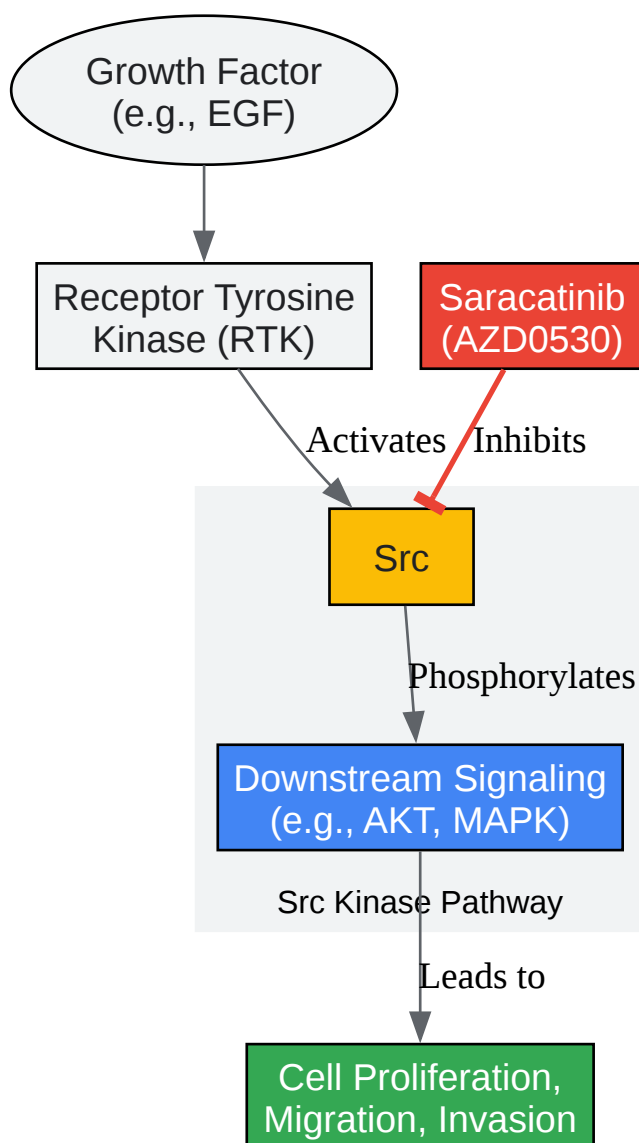 Growth Factor
(e.g., EGF)
Receptor Tyrosine
Kinase (RTK)
Saracatinib
(AZD0530)
Activates
Inhibits
Src
Phosphorylates
Downstream Signaling
(e.g., AKT, MAPK)
Src Kinase Pathway
Leads to
Cell Proliferation,
Migration, Invasion